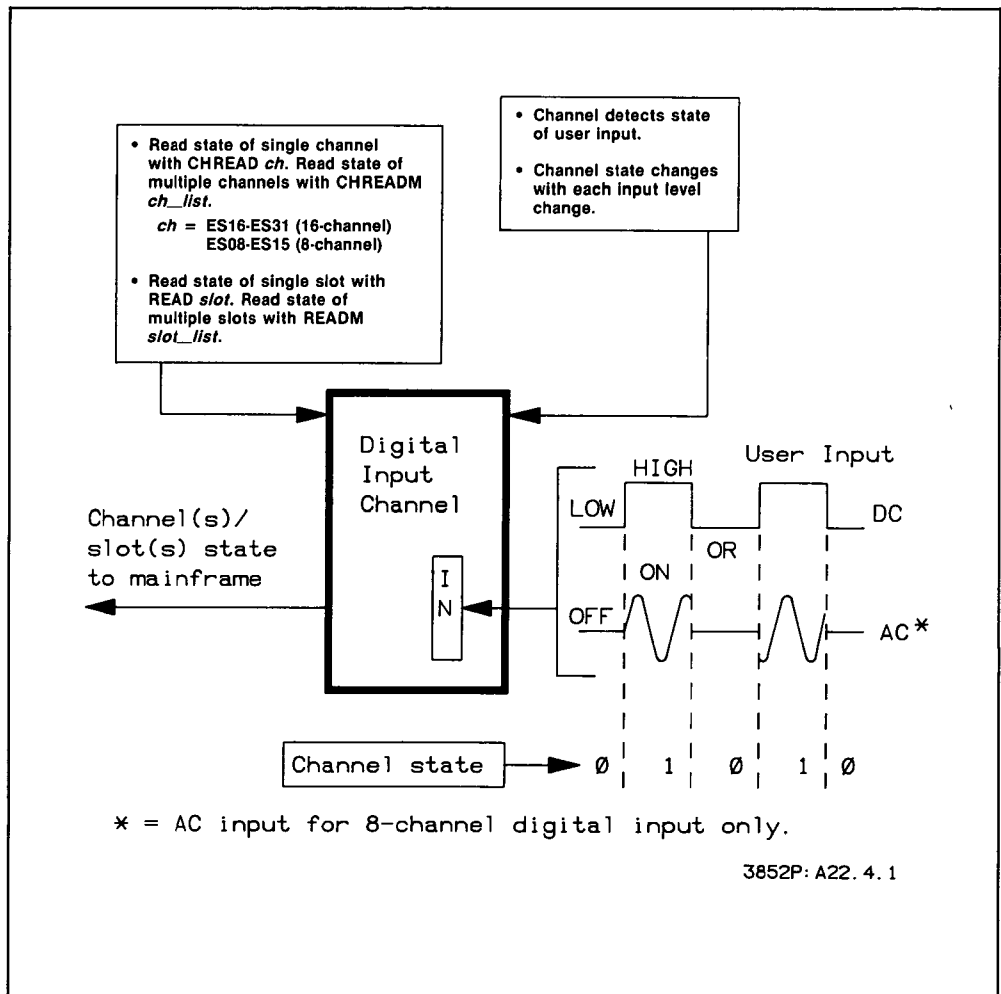 • Read state of single channel
with CHREAD ch. Read state of
multiple channels with CHREADM
ch_list.
ch = ES16-ES31 (16-channel)
ES08-ES15 (8-channel)
• Read state of single slot with
READ slot. Read state of
multiple slots with READM
slot_list.
• Channel detects state
of user input.
• Channel state changes
with each input level
change.
Digital
Input
Channel
IN
Channel(s)/
slot(s) state
to mainframe
User Input
HIGH
LOW
DC
OR
ON
OFF
AC*
Channel state
Ø 1 Ø 1 Ø
* = AC input for 8-channel digital input only.
3852P: A22.4.1